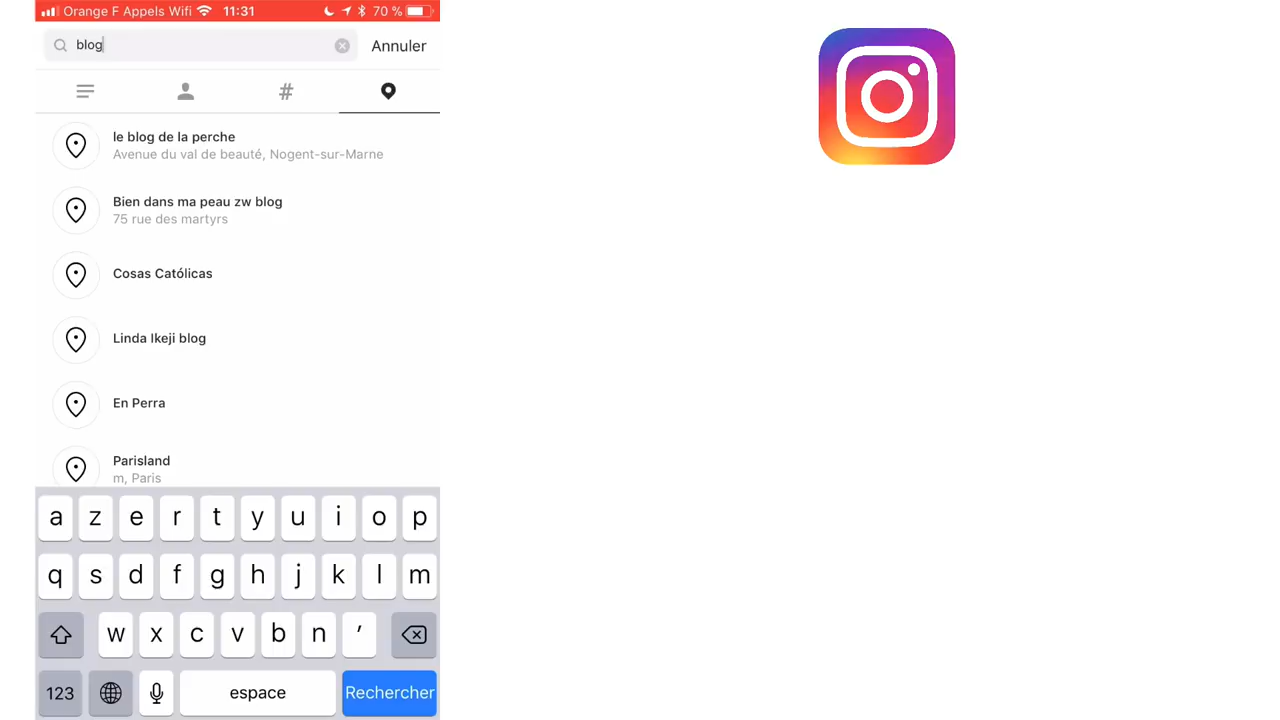 Orange F Appels Wifi 11:31 70 %
blog
Annuler
#
le blog de la perche
Avenue du val de beauté, Nogent-sur-Marne
Bien dans ma peau zw blog
75 rue des martyrs
Cosas Católicas
Linda Ikeji blog
En Perra
Parisland
m, Paris
a z e r t y u i o p
q s d f g h j k l m
w x c v b n ’
123 espace Rechercher